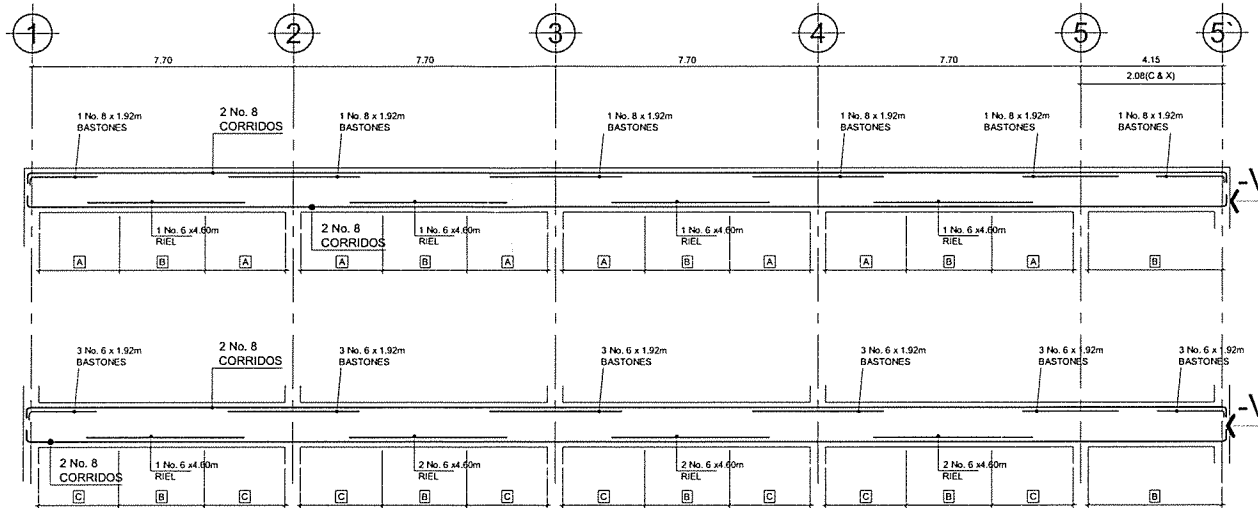 1 2 3 4 5 5`
7.70 7.70 7.70 7.70 4.15
2.08(C & X)
1 No. 8 x 1.92m
BASTONES
2 No. 8
CORRIDOS
1 No. 8 x 1.92m
BASTONES
1 No. 8 x 1.92m
BASTONES
1 No. 8 x 1.92m
BASTONES
1 No. 8 x 1.92m
BASTONES
1 No. 8 x 1.92m
BASTONES
1 No. 6 x4.60m
RIEL
2 No. 8
CORRIDOS
1 No. 6 x4.60m
RIEL
1 No. 6 x4.60m
RIEL
1 No. 6 x4.60m
RIEL
A B A A B A A B A A B A B
3 No. 6 x 1.92m
BASTONES
2 No. 8
CORRIDOS
3 No. 6 x 1.92m
BASTONES
3 No. 6 x 1.92m
BASTONES
3 No. 6 x 1.92m
BASTONES
3 No. 6 x 1.92m
BASTONES
3 No. 6 x 1.92m
BASTONES
2 No. 8
CORRIDOS
1 No. 6 x4.60m
RIEL
2 No. 6 x4.60m
RIEL
2 No. 6 x4.60m
RIEL
2 No. 6 x4.60m
RIEL
C B C C B C C B C C B C B